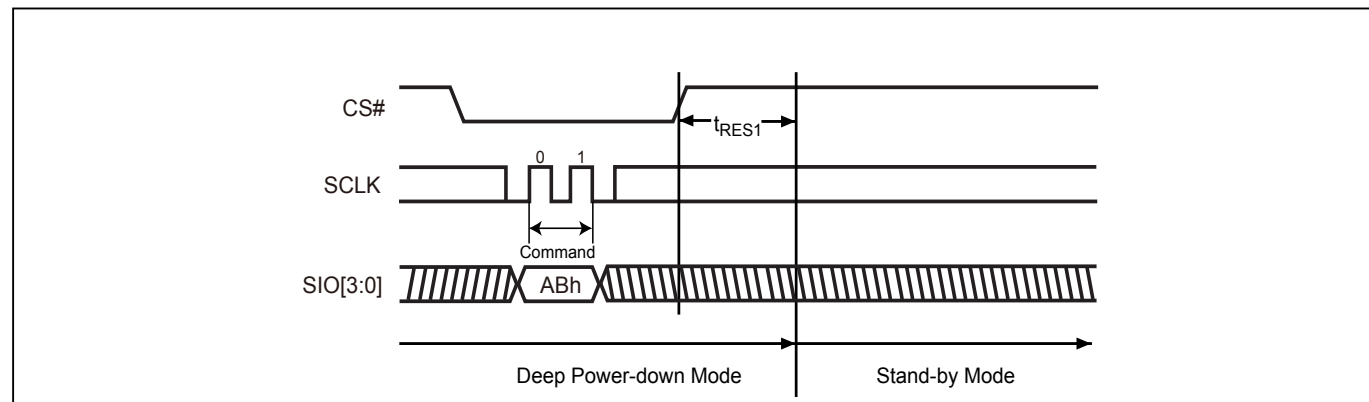 CS#
tRES1
0 1
SCLK
Command
SIO[3:0]
ABh
Deep Power-down Mode
Stand-by Mode